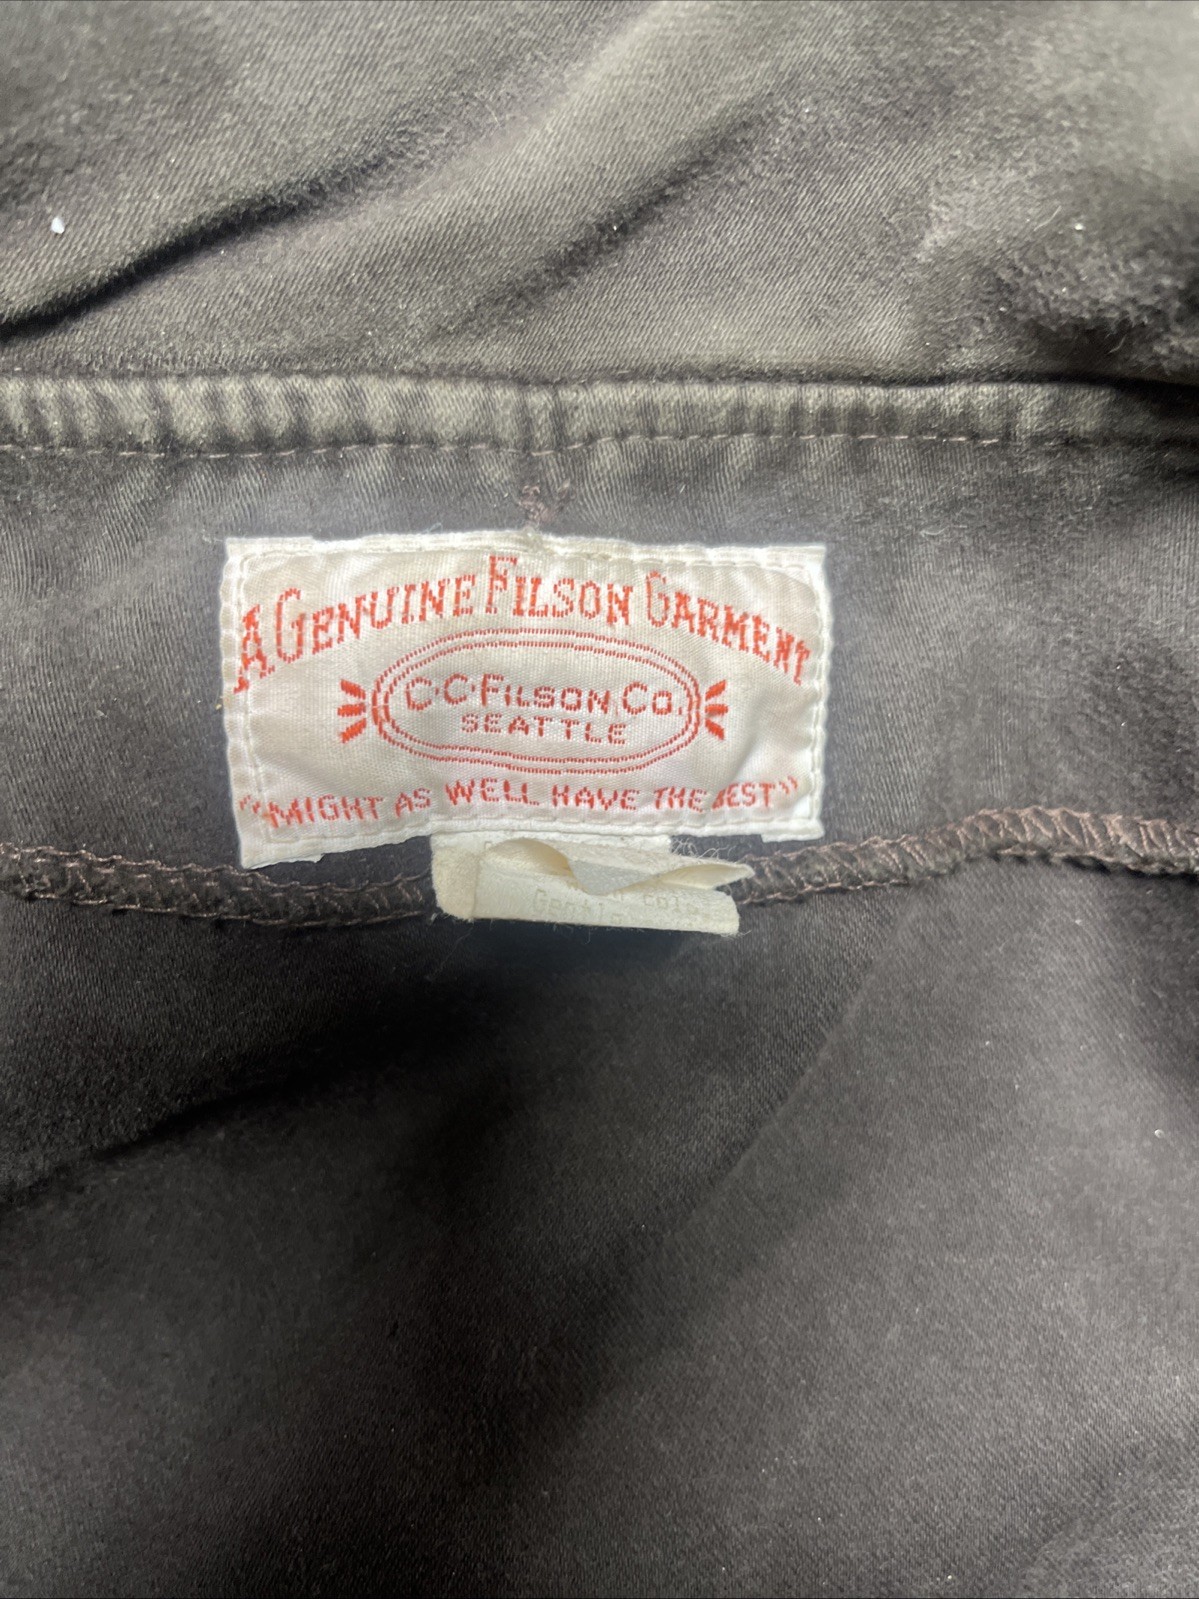 A GENUINE FILSON GARMENT
C·C·FILSON CO.
SEATTLE
"MIGHT AS WELL HAVE THE BEST"